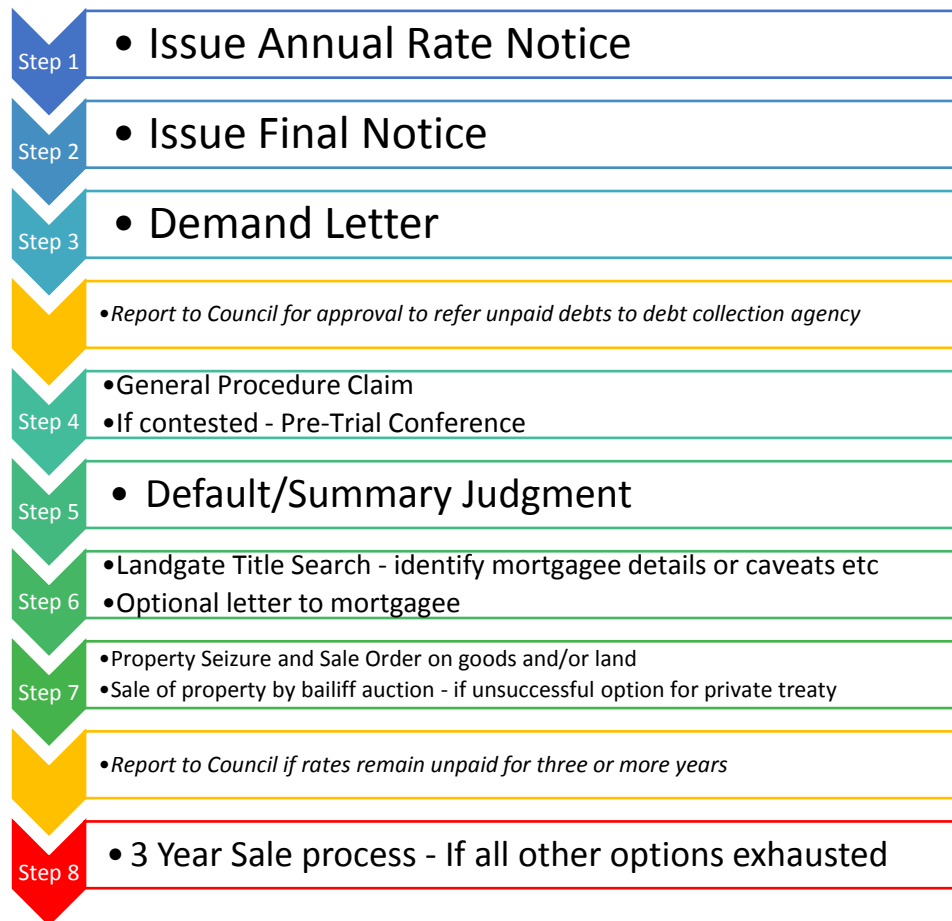 Step 1
• Issue Annual Rate Notice
Step 2
• Issue Final Notice
Step 3
• Demand Letter
•Report to Council for approval to refer unpaid debts to debt collection agency
Step 4
•General Procedure Claim
•If contested - Pre-Trial Conference
Step 5
• Default/Summary Judgment
Step 6
•Landgate Title Search - identify mortgagee details or caveats etc
•Optional letter to mortgagee
Step 7
•Property Seizure and Sale Order on goods and/or land
•Sale of property by bailiff auction - if unsuccessful option for private treaty
•Report to Council if rates remain unpaid for three or more years
Step 8
• 3 Year Sale process - If all other options exhausted